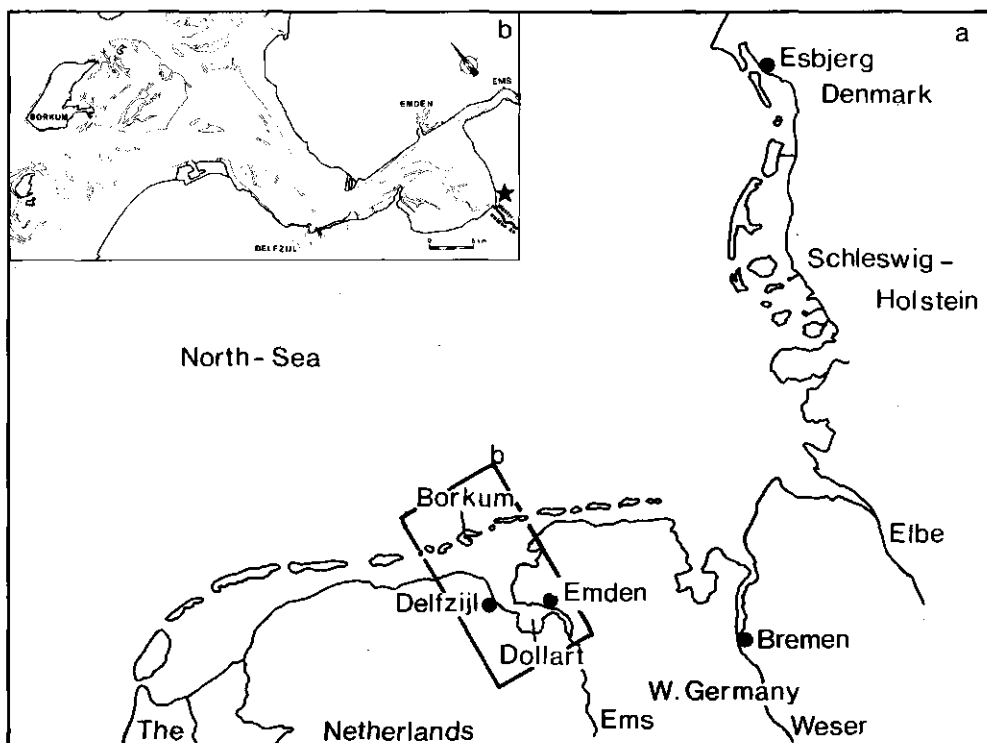 b
a
Esbjerg
Denmark
EMS
EMDEN
BORKUM
DELFZIJL
Schleswig-
Holstein
North-Sea
b
Borkum
Elbe
Delfzijl
Emden
Dollart
Bremen
W. Germany
The
Netherlands
Ems
Weser